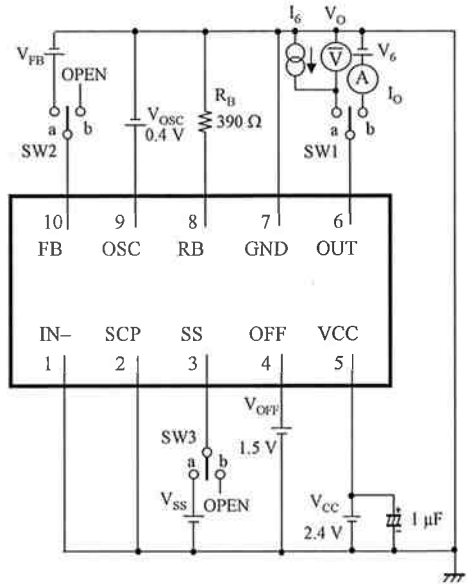 I6 VO
VFB
OPEN
V
V6
A
IO
a b
SW2
VOSC
0.4 V
RB
390 Ω
a b
SW1
10 9 8 7 6
FB OSC RB GND OUT
IN– SCP SS OFF VCC
1 2 3 4 5
VOFF
1.5 V
SW3
a b
VSS OPEN
VCC
2.4 V
+
1 μF